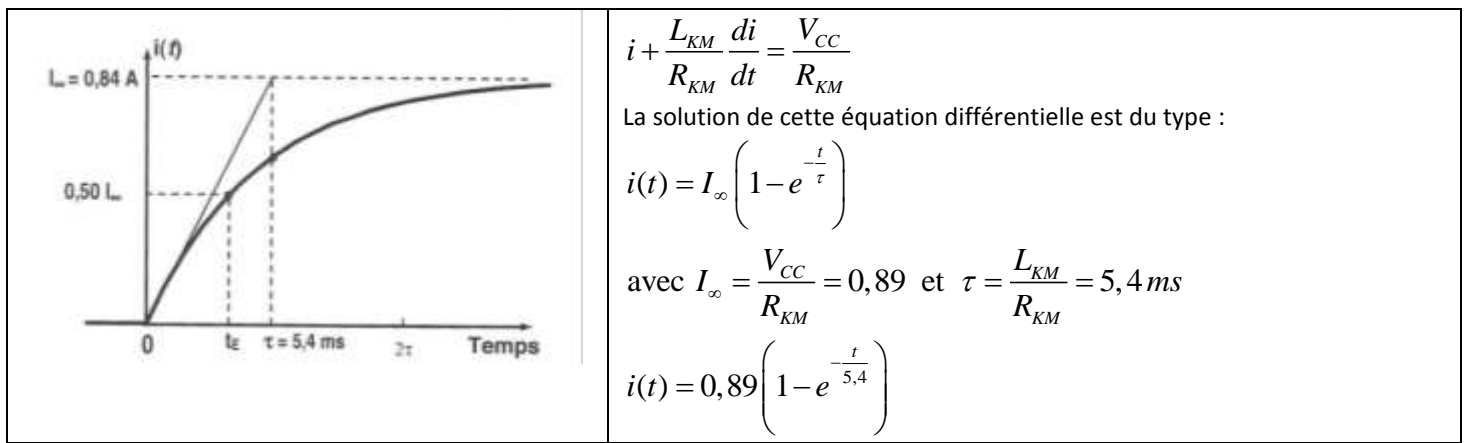 i(t)
I∞ = 0,84 A
0,50 I∞
0
tE
τ = 5,4 ms
2τ
Temps
i + L_KM/R_KM di/dt = V_CC/R_KM
La solution de cette équation différentielle est du type :
i(t) = I∞(1 − e^(−t/τ))
avec I∞ = V_CC/R_KM = 0,89 et τ = L_KM/R_KM = 5,4 ms
i(t) = 0,89(1 − e^(−t/5,4))